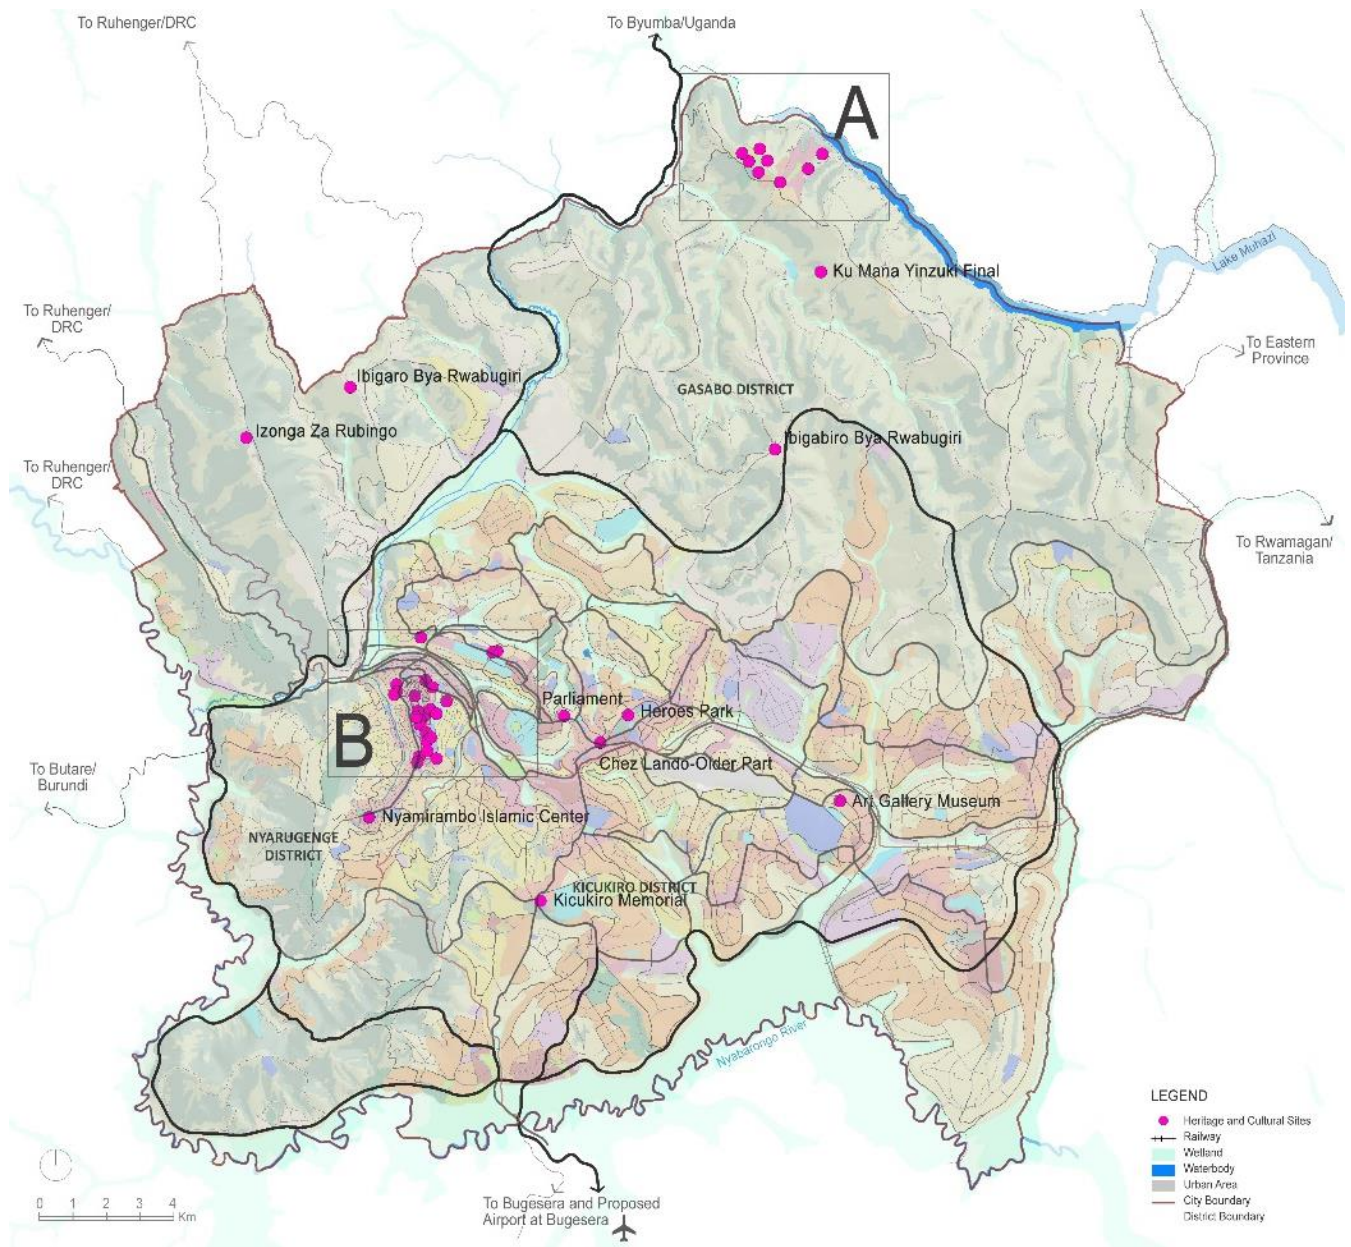 To Ruhenger/DRC
To Byumba/Uganda
A
Lake Muhazi
Ku Mana Yinzuki Final
To Ruhenger/
DRC
To Eastern
Province
Ibigaro Bya Rwabugiri
GASABO DISTRICT
Izonga Za Rubingo
Ibigabiro Bya Rwabugiri
To Ruhenger/
DRC
To Rwamagan/
Tanzania
Parliament
Heroes Park
B
Chez Lando-Older Part
To Butare/
Burundi
Art Gallery Museum
Nyamirambo Islamic Center
NYARUGENGE
DISTRICT
KICUKIRO DISTRICT
Kicukiro Memorial
Nyabarongo River
LEGEND
Heritage and Cultural Sites
Railway
Wetland
Waterbody
Urban Area
City Boundary
District Boundary
0 1 2 3 4
Km
To Bugesera and Proposed
Airport at Bugesera